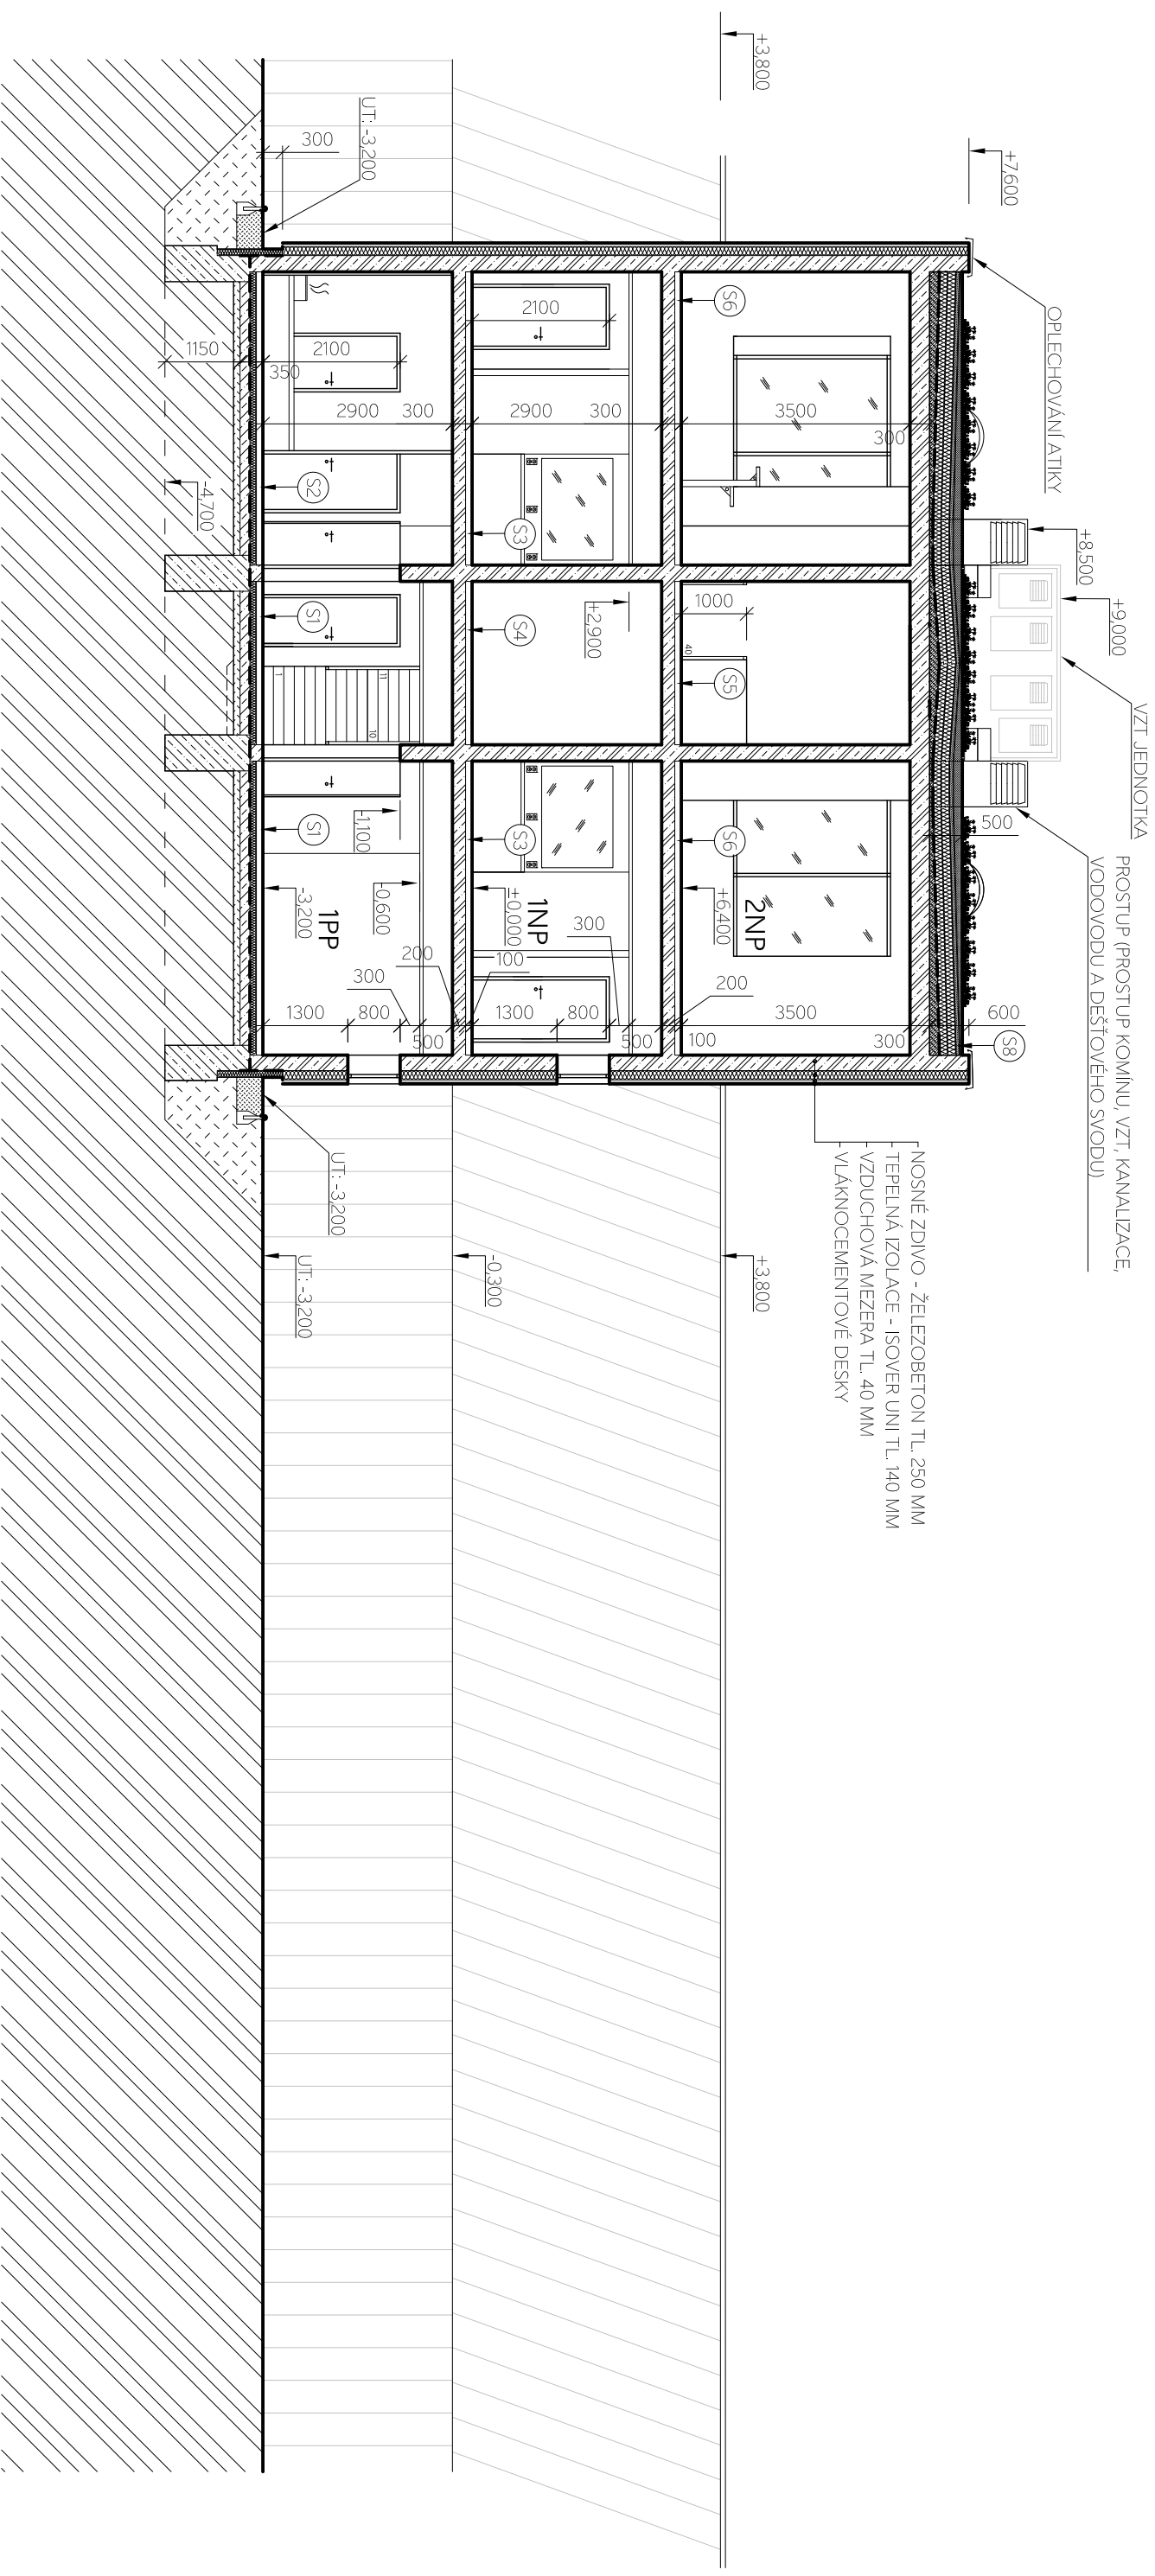 +3,800
+7,600
UT: -3,200
300
OPLECHOVÁNÍ ATIKY
+8,500
+9,000
VZT JEDNOTKA
PROSTUP (PROSTUP KOMÍNU, VZT, KANALIZACE,
VODOVODU A DEŠŤOVÉHO SVODU)
S6
2100
2100
1150
350
2900
300
2900
300
3500
300
-4,700
S2
S3
S1
S4
+2,900
1000
40
S5
1
11
10
S1
-1,100
S3
S6
500
-3,200
1PP
-0,600
±0,000
1NP
+6,400
2NP
300
200
100
300
200
1300
800
500
1300
800
500
100
3500
300
600
S8
NOSNÉ ZDIVO - ŽELEZOBETON TL. 250 MM
TEPELNÁ IZOLACE - ISOVER UNI TL. 140 MM
VZDUCHOVÁ MEZERA TL. 40 MM
VLÁKNOCEMENTOVÉ DESKY
UT: -3,200
UT: -3,200
-0,300
+3,800